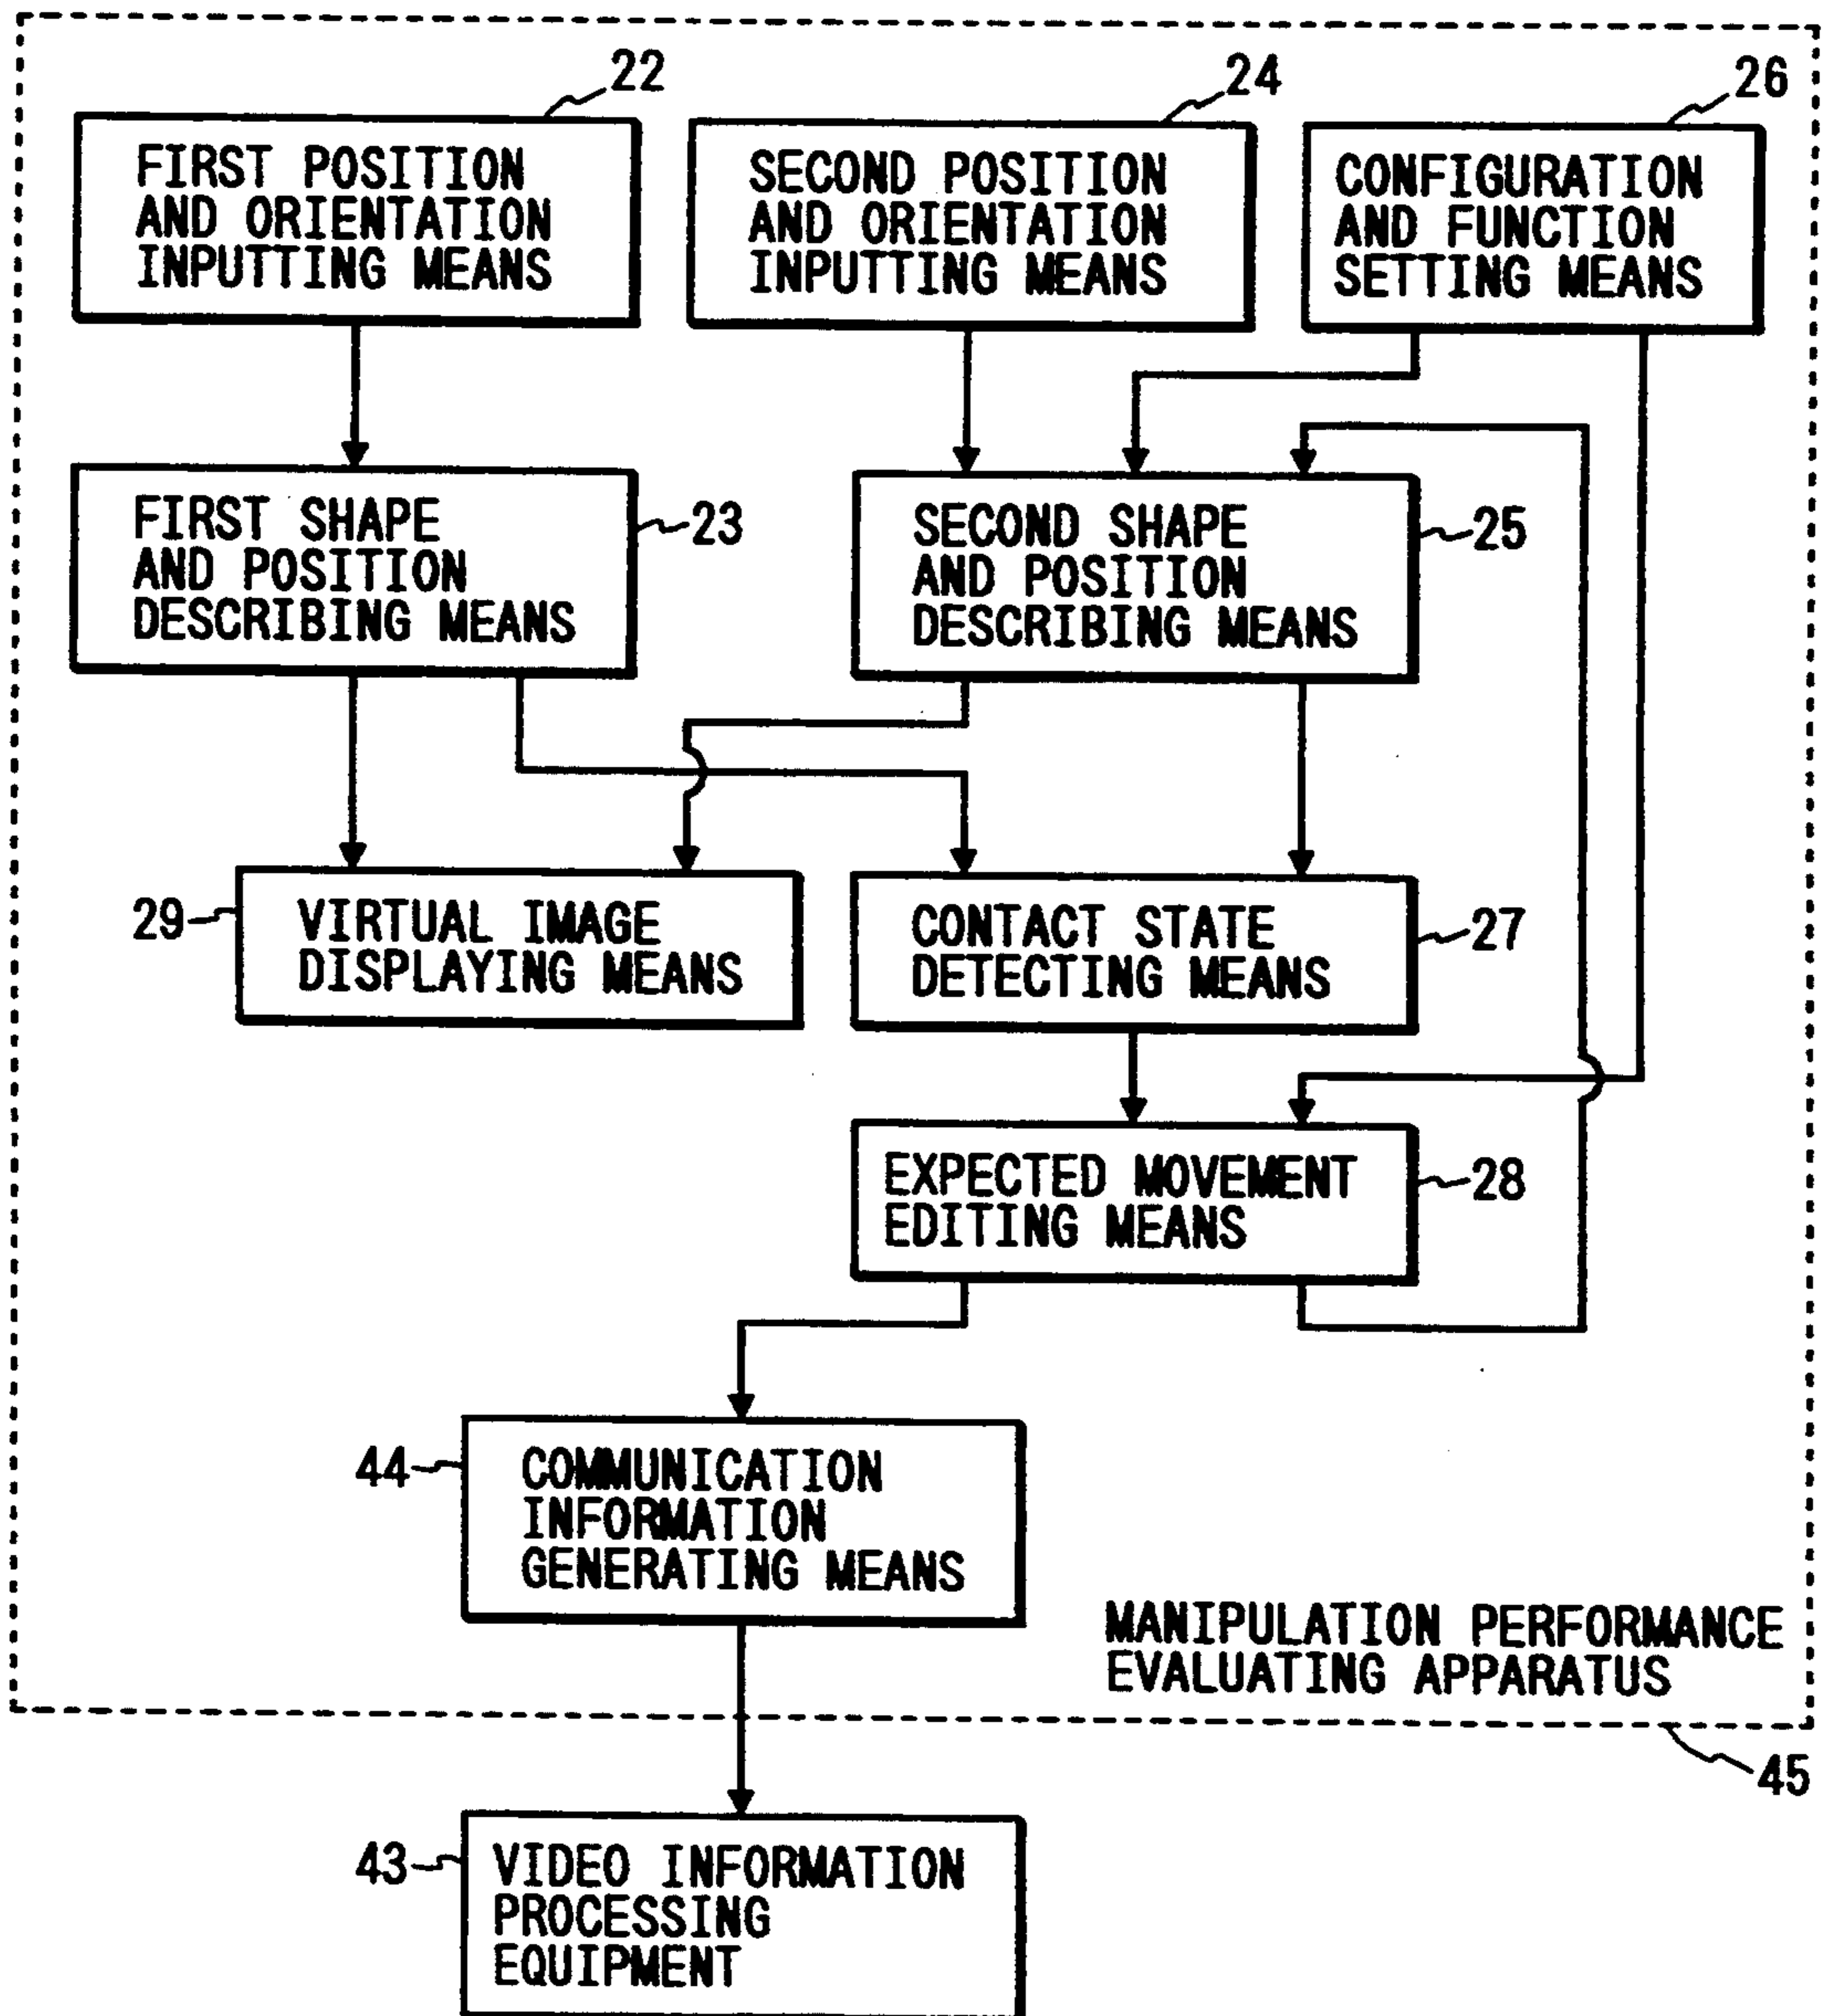 22
24
26
FIRST POSITION
AND ORIENTATION
INPUTTING MEANS
SECOND POSITION
AND ORIENTATION
INPUTTING MEANS
CONFIGURATION
AND FUNCTION
SETTING MEANS
FIRST SHAPE
AND POSITION
DESCRIBING MEANS
23
SECOND SHAPE
AND POSITION
DESCRIBING MEANS
25
29
VIRTUAL IMAGE
DISPLAYING MEANS
CONTACT STATE
DETECTING MEANS
27
EXPECTED MOVEMENT
EDITING MEANS
28
44
COMMUNICATION
INFORMATION
GENERATING MEANS
MANIPULATION PERFORMANCE
EVALUATING APPARATUS
45
43
VIDEO INFORMATION
PROCESSING
EQUIPMENT